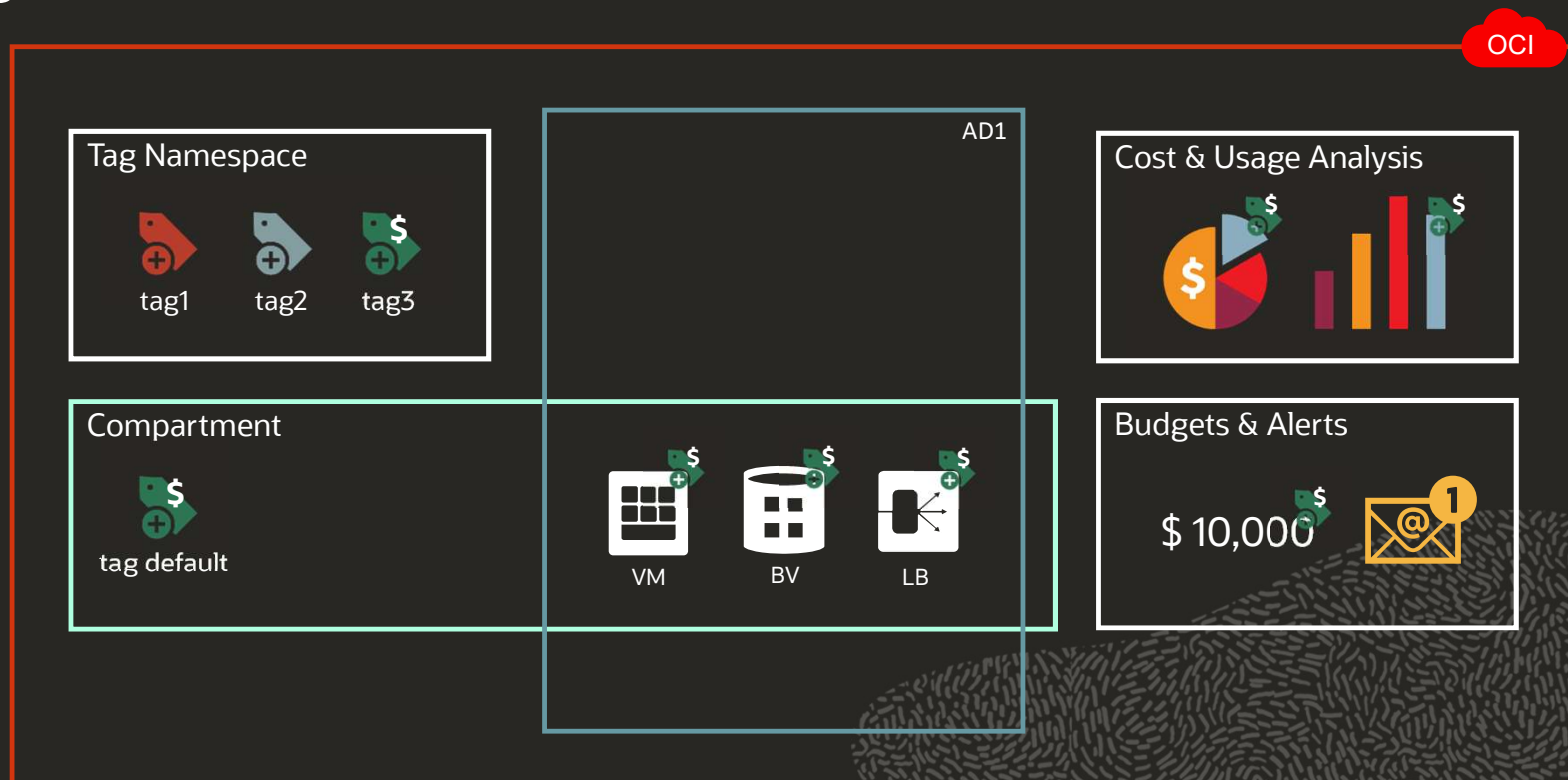 OCI
Tag Namespace
$
tag1
tag2
tag3
AD1
Cost & Usage Analysis
$
$
$
Compartment
$
tag default
$
$
$
VM
BV
LB
Budgets & Alerts
$
$ 10,000
@
1